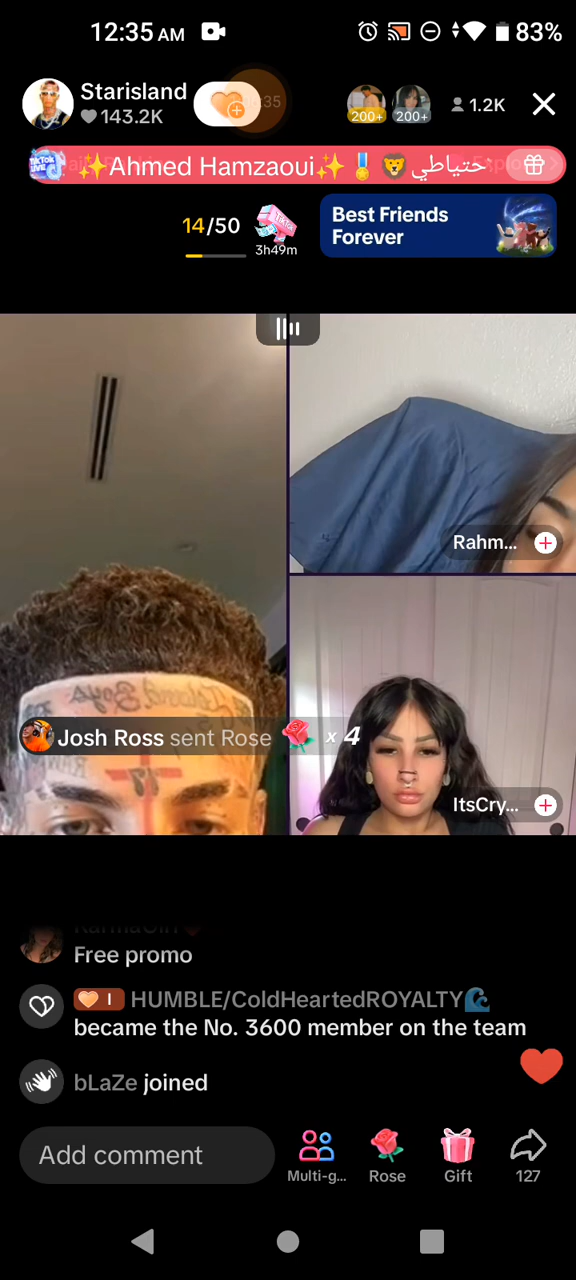 12:35 AM
83%
Starisland
143.2K
200+
200+
1.2K
✨Ahmed Hamzaoui✨🏅🦁حتياطي
14/50
TikTok
3h49m
Best Friends
Forever
Rahm...
Josh Ross sent Rose x 4
ItsCry...
KarmaGirl
Free promo
I HUMBLE/ColdHeartedROYALTY🌊
became the No. 3600 member on the team
bLaZe joined
Add comment
Multi-g...
Rose
Gift
127